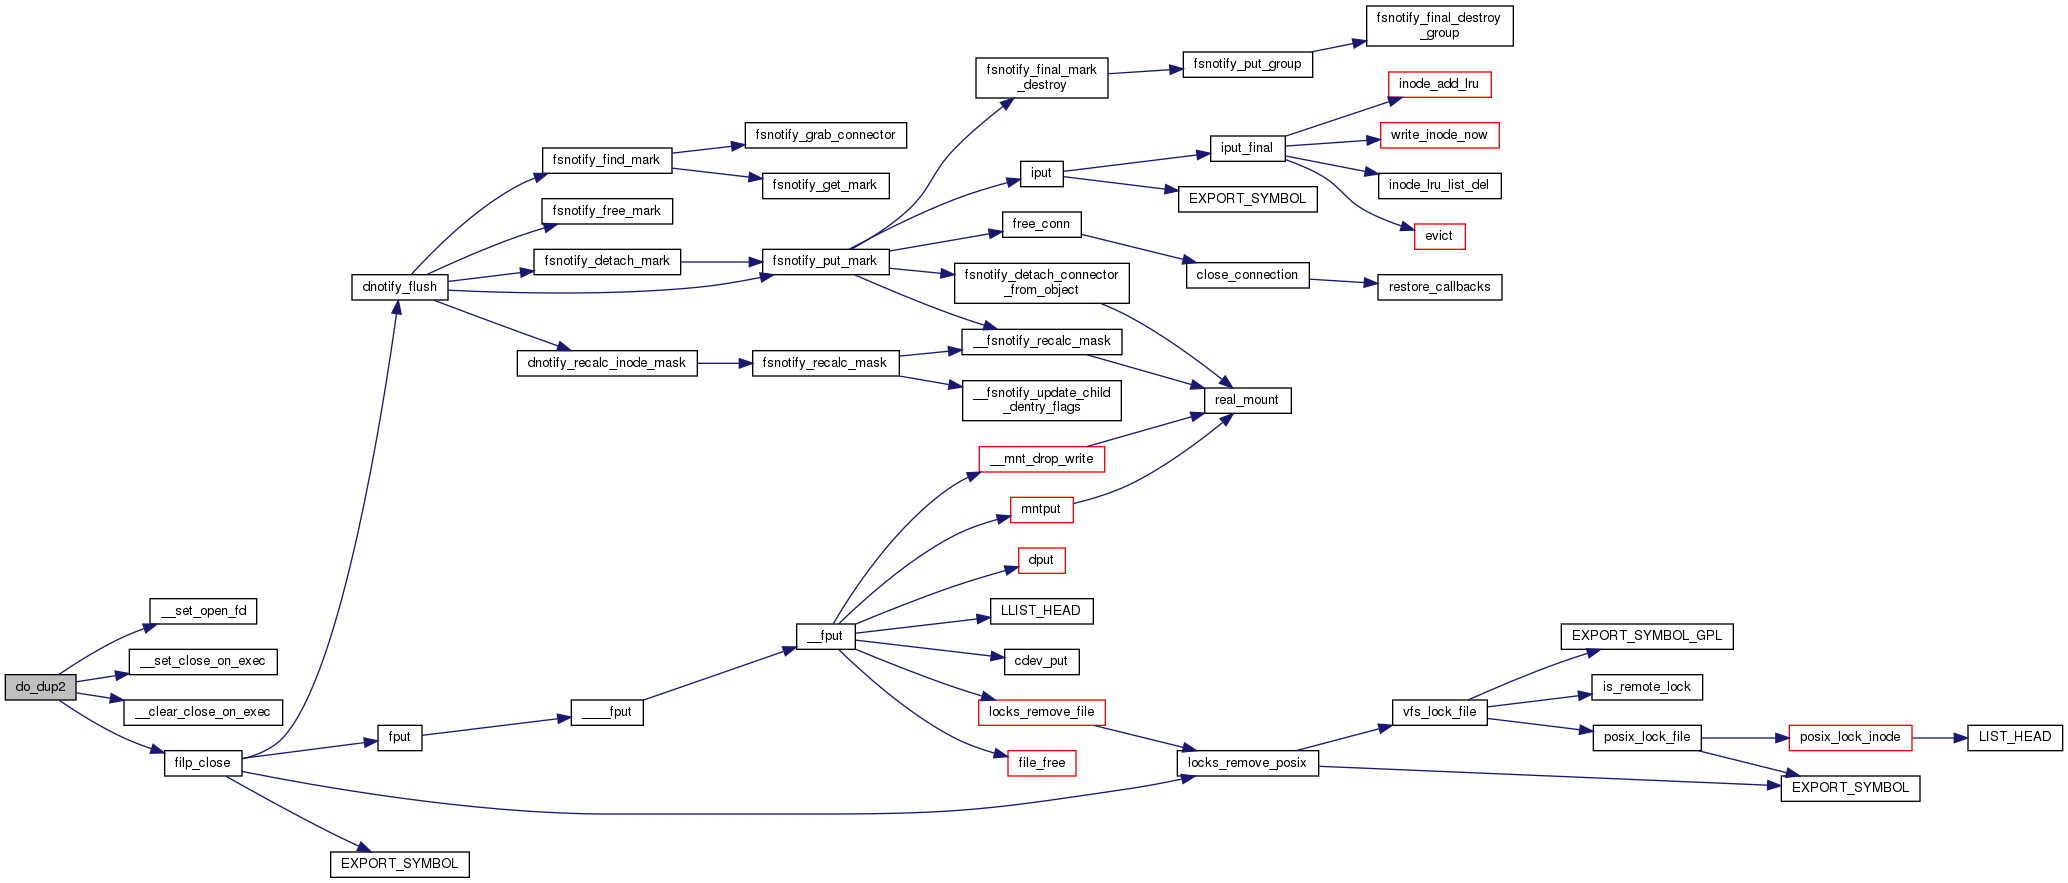 fsnotify_final_destroy
_group
fsnotify_final_mark
_destroy
fsnotify_put_group
inode_add_lru
fsnotify_grab_connector
write_inode_now
fsnotify_find_mark
iput_final
iput
fsnotify_get_mark
inode_lru_list_del
EXPORT_SYMBOL
fsnotify_free_mark
free_conn
evict
fsnotify_detach_mark
fsnotify_put_mark
fsnotify_detach_connector
_from_object
close_connection
dnotify_flush
restore_callbacks
__fsnotify_recalc_mask
dnotify_recalc_inode_mask
fsnotify_recalc_mask
__fsnotify_update_child
_dentry_flags
real_mount
__mnt_drop_write
mntput
dput
__set_open_fd
LLIST_HEAD
__fput
EXPORT_SYMBOL_GPL
__set_close_on_exec
cdev_put
do_dup2
is_remote_lock
__clear_close_on_exec
____fput
locks_remove_file
vfs_lock_file
fput
posix_lock_file
posix_lock_inode
LIST_HEAD
filp_close
file_free
locks_remove_posix
EXPORT_SYMBOL
EXPORT_SYMBOL